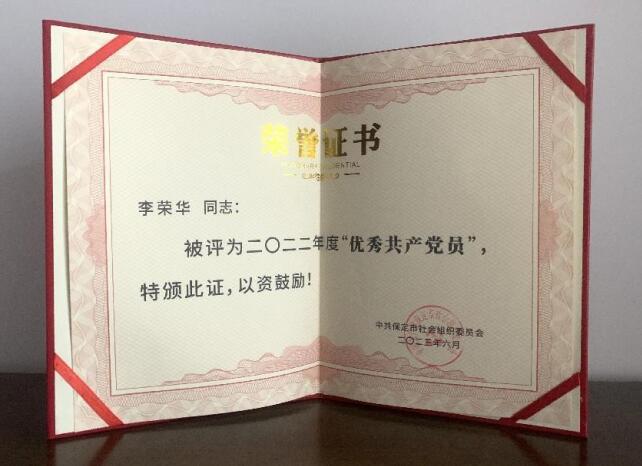 荣誉证书
李荣华 同志：
被评为二〇二二年度“优秀共产党员”，
特颁此证，以资鼓励！
中共保定市社会组织委员会
二〇二三年六月